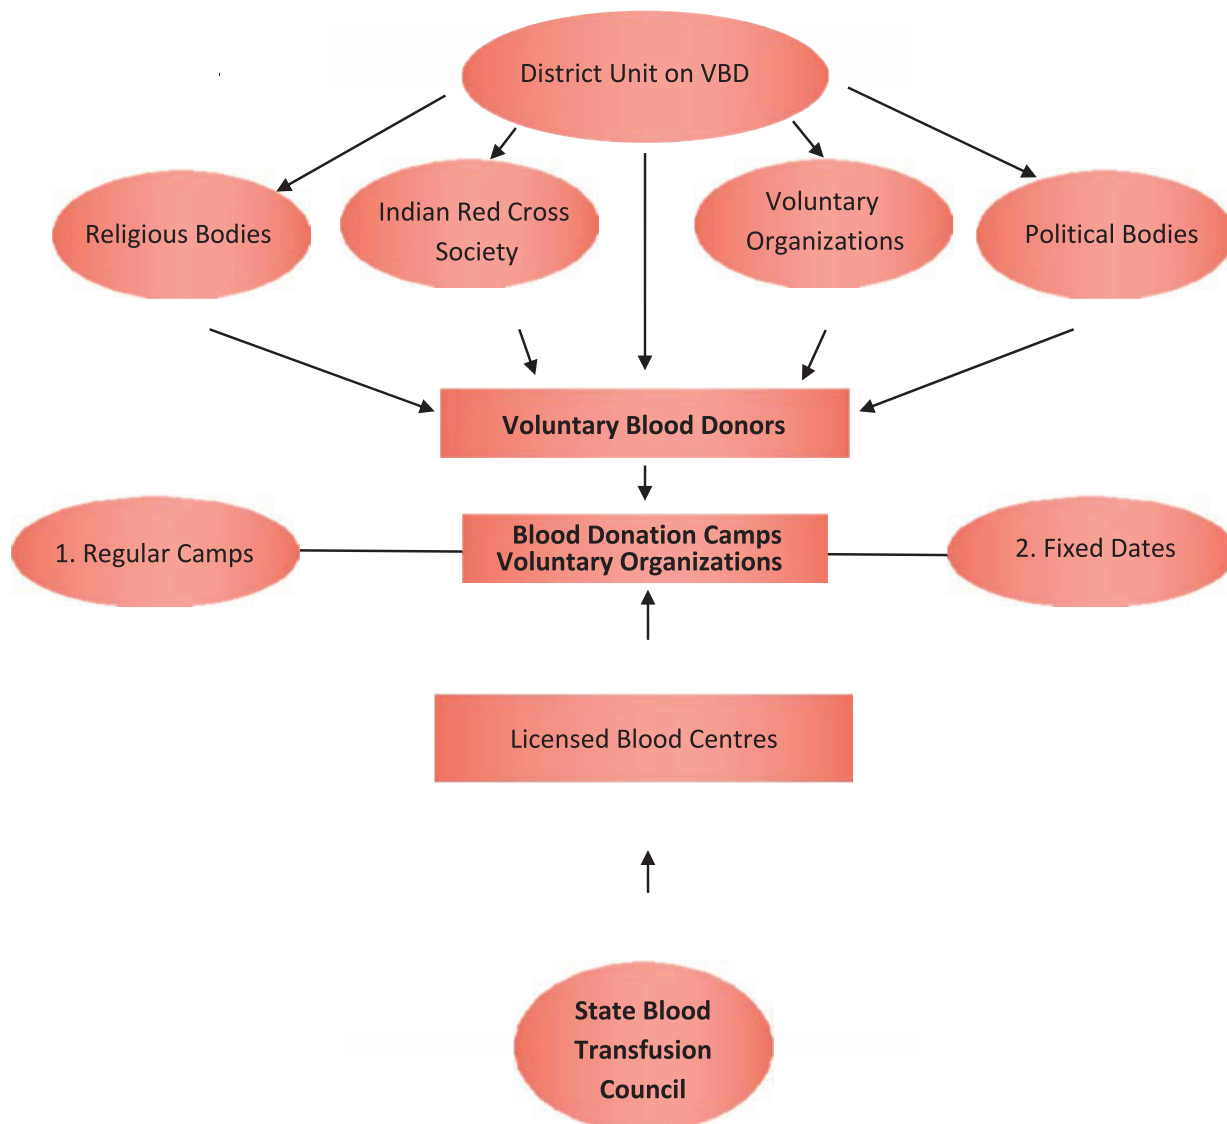 District Unit on VBD
Religious Bodies
Indian Red Cross
Society
Voluntary
Organizations
Political Bodies
Voluntary Blood Donors
1. Regular Camps
Blood Donation Camps
Voluntary Organizations
2. Fixed Dates
Licensed Blood Centres
State Blood
Transfusion
Council